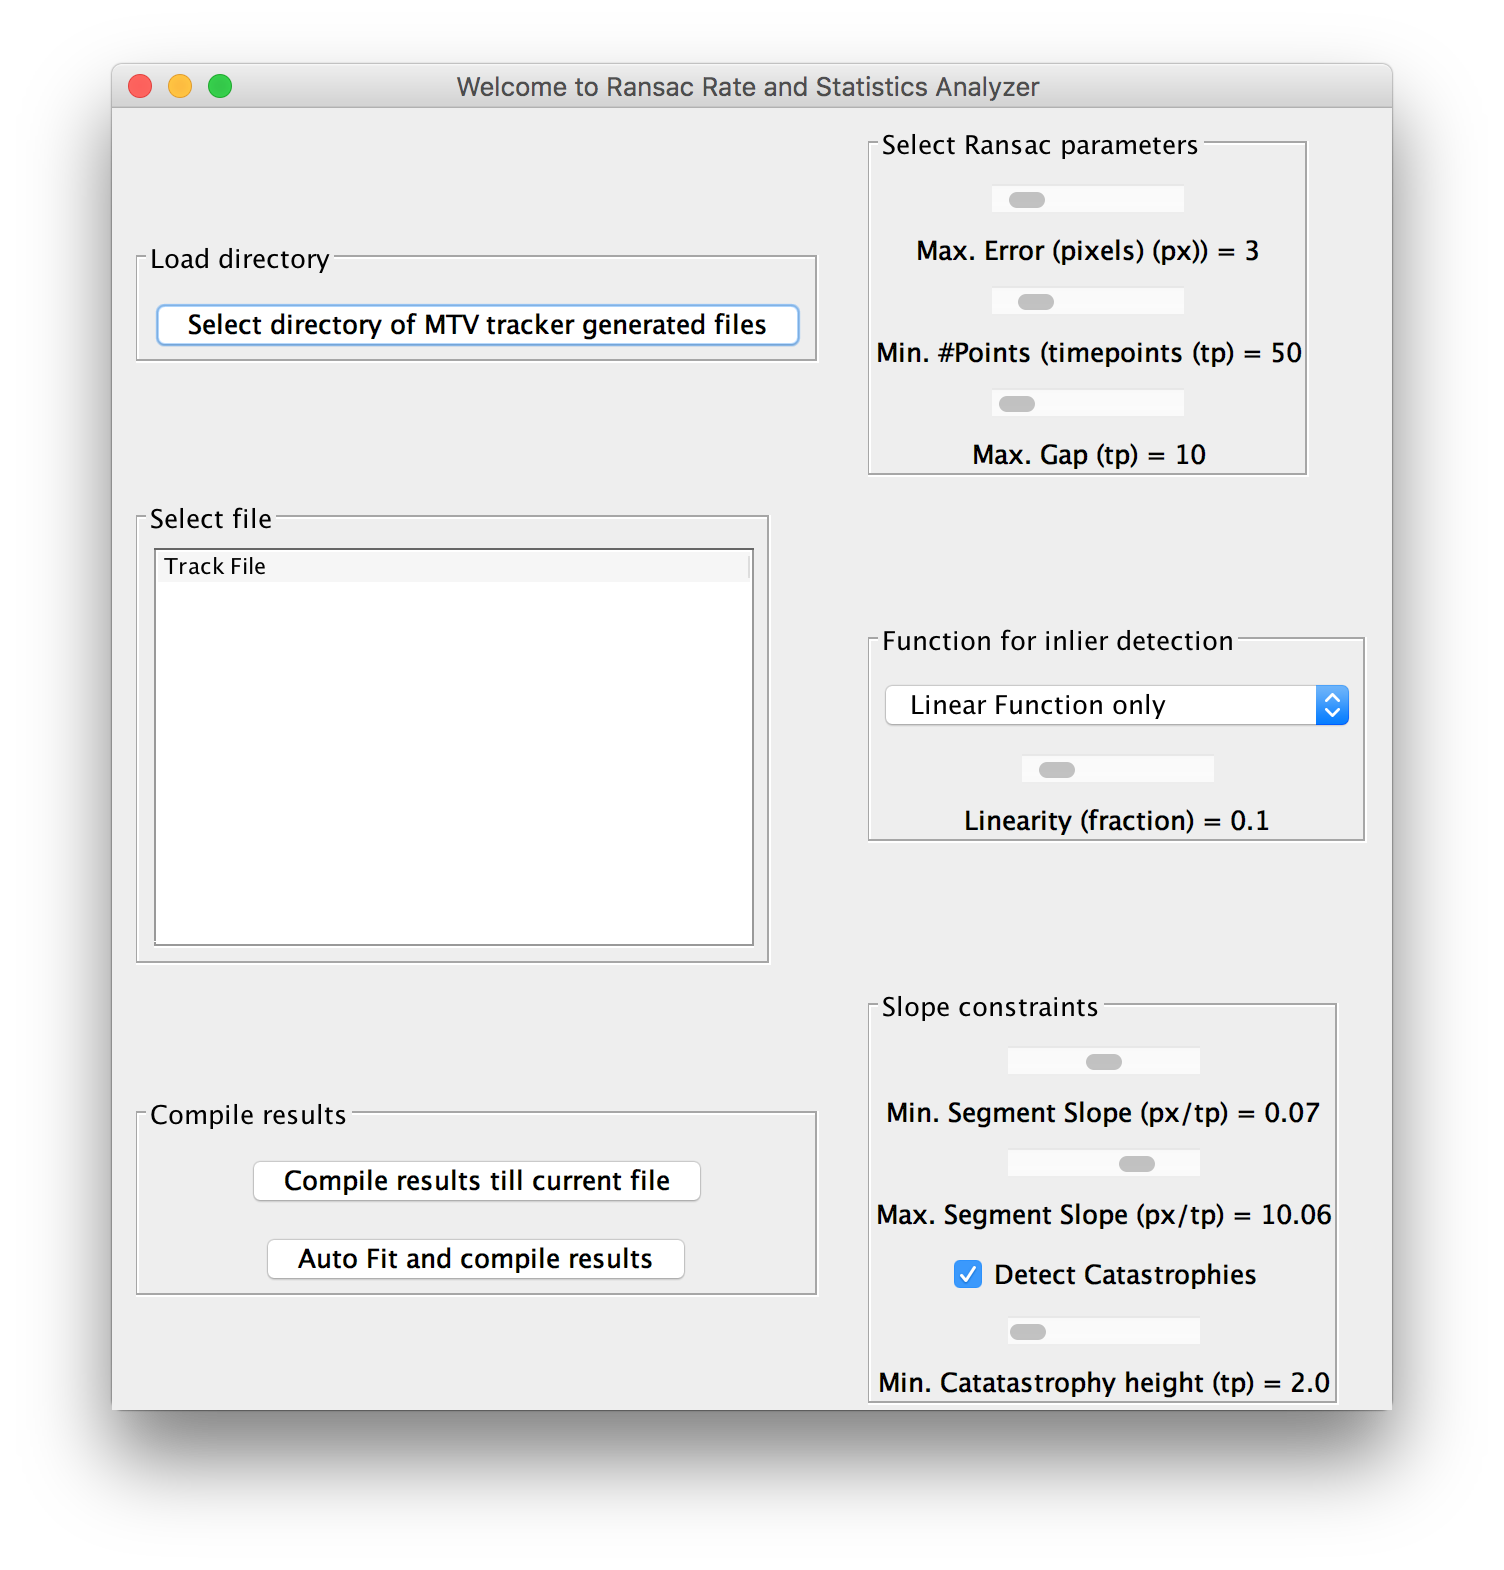 Welcome to Ransac Rate and Statistics Analyzer
Load directory
Select directory of MTV tracker generated files
Select file
Track File
Compile results
Compile results till current file
Auto Fit and compile results
Select Ransac parameters
Max. Error (pixels) (px)) = 3
Min. #Points (timepoints (tp) = 50
Max. Gap (tp) = 10
Function for inlier detection
Linear Function only
Linearity (fraction) = 0.1
Slope constraints
Min. Segment Slope (px/tp) = 0.07
Max. Segment Slope (px/tp) = 10.06
Detect Catastrophies
Min. Catatastrophy height (tp) = 2.0